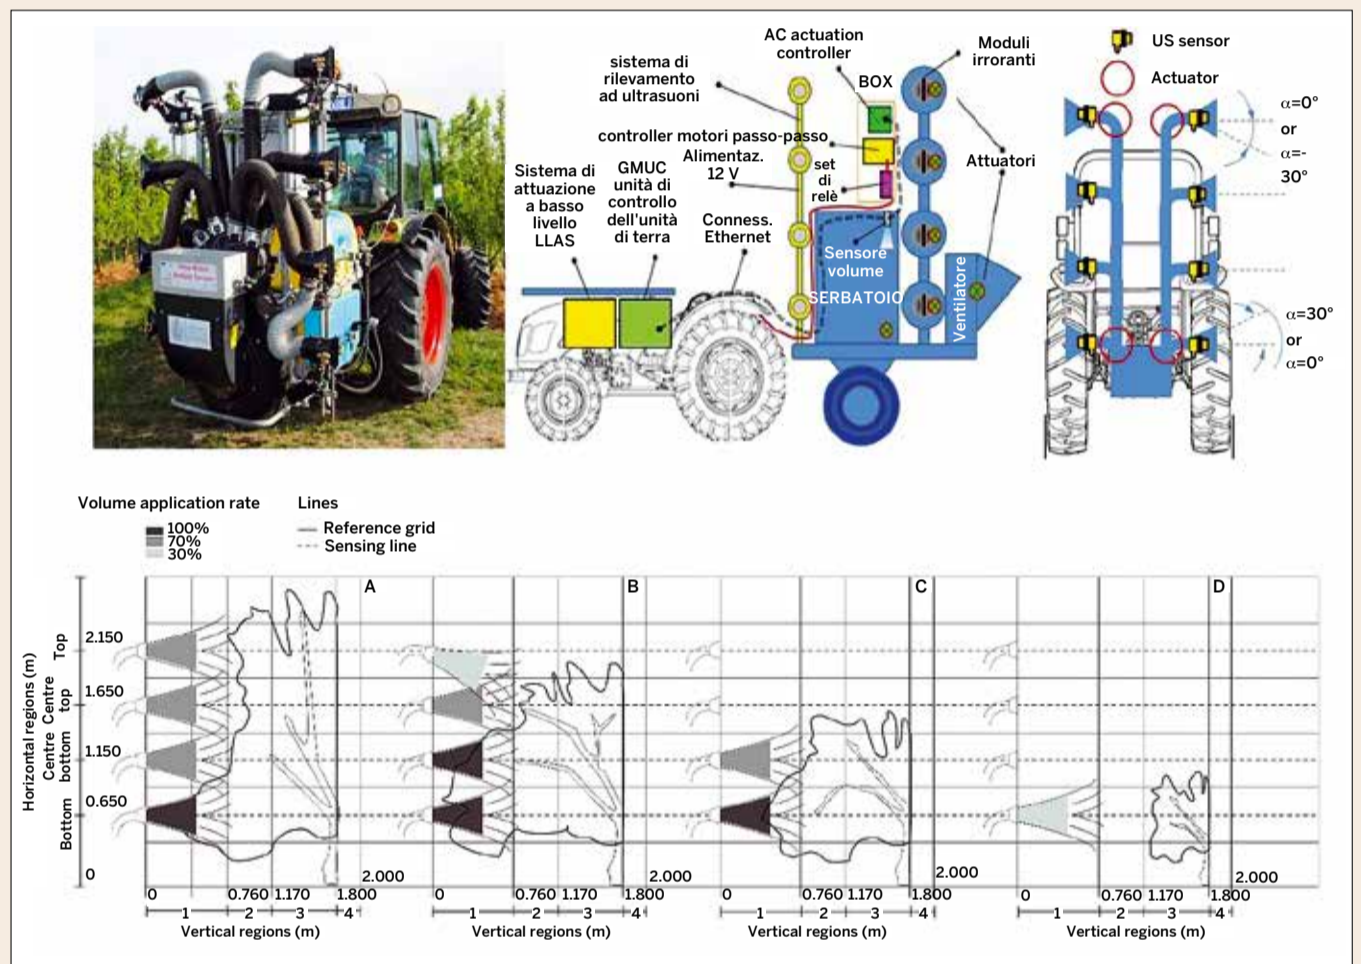 AC actuation
controller
BOX
Moduli
irroranti
sistema di
rilevamento
ad ultrasuoni
controller motori passo-passo
Alimentaz.
12 V
set
di
relè
Attuatori
Sistema di
attuazione
a basso
livello
LLAS
GMUC
unità di
controllo
dell'unità
di terra
Conness.
Ethernet
Sensore
volume
SERBATOIO
Ventilatore
US sensor
Actuator
α=0°
or
α=-
30°
α=30°
or
α=0°
Volume application rate
100%
70%
30%
Lines
Reference grid
Sensing line
A
B
C
D
Horizontal regions (m)
Top
Centre
top
Centre
bottom
Bottom
2.150
1.650
1.150
0.650
0
2.000
2.000
2.000
2.000
0 0.760 1.170 1.800
0 0.760 1.170 1.800
0 0.760 1.170 1.800
0 0.760 1.170 1.800
1 2 3 4
1 2 3 4
1 2 3 4
1 2 3 4
Vertical regions (m)
Vertical regions (m)
Vertical regions (m)
Vertical regions (m)